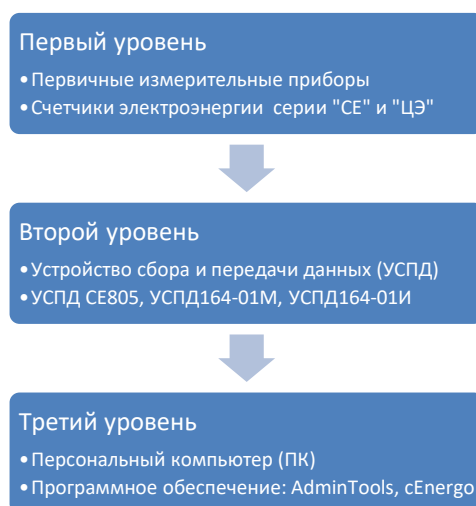 Первый уровень
•Первичные измерительные приборы
•Счетчики электроэнергии серии "СЕ" и "ЦЭ"
Второй уровень
•Устройство сбора и передачи данных (УСПД)
•УСПД СЕ805, УСПД164-01М, УСПД164-01И
Третий уровень
•Персональный компьютер (ПК)
•Программное обеспечение: AdminTools, cEnergo